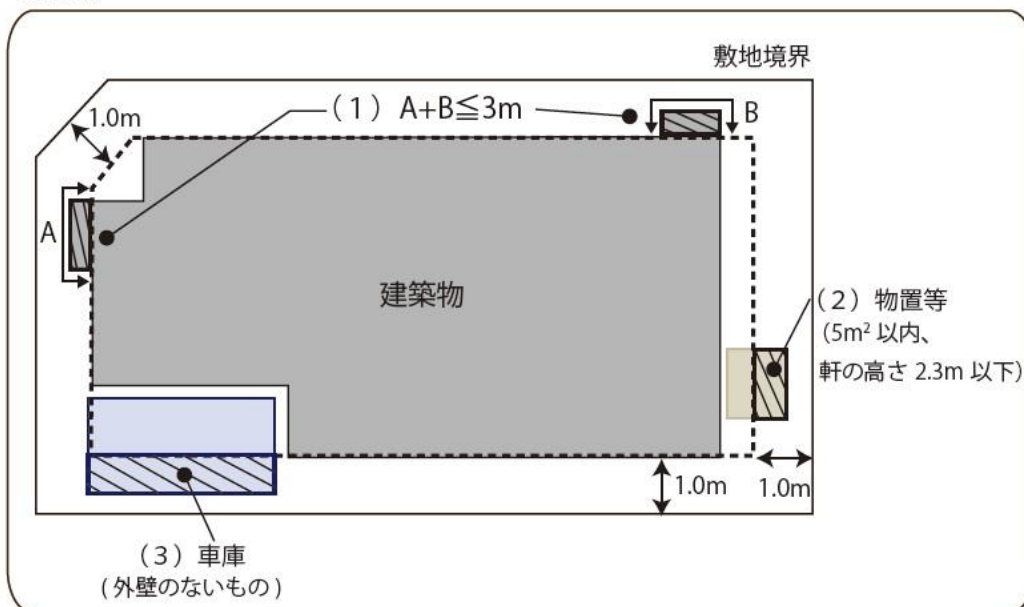 敷地境界
1.0m
(1) A+B≦3m
B
A
建築物
(2) 物置等
(5m² 以内、
軒の高さ 2.3m 以下)
1.0m
1.0m
(3) 車庫
(外壁のないもの)